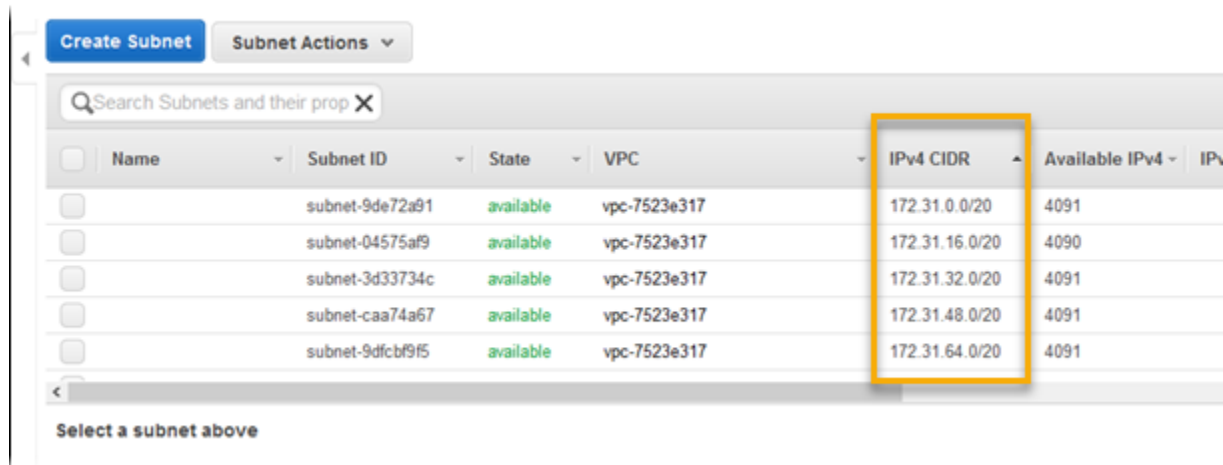 Create Subnet Subnet Actions
Search Subnets and their prop
Name Subnet ID State VPC IPv4 CIDR Available IPv4 IPv
subnet-9de72a91 available vpc-7523e317 172.31.0.0/20 4091
subnet-04575af9 available vpc-7523e317 172.31.16.0/20 4090
subnet-3d33734c available vpc-7523e317 172.31.32.0/20 4091
subnet-caa74a67 available vpc-7523e317 172.31.48.0/20 4091
subnet-9dfcbf9f5 available vpc-7523e317 172.31.64.0/20 4091
Select a subnet above